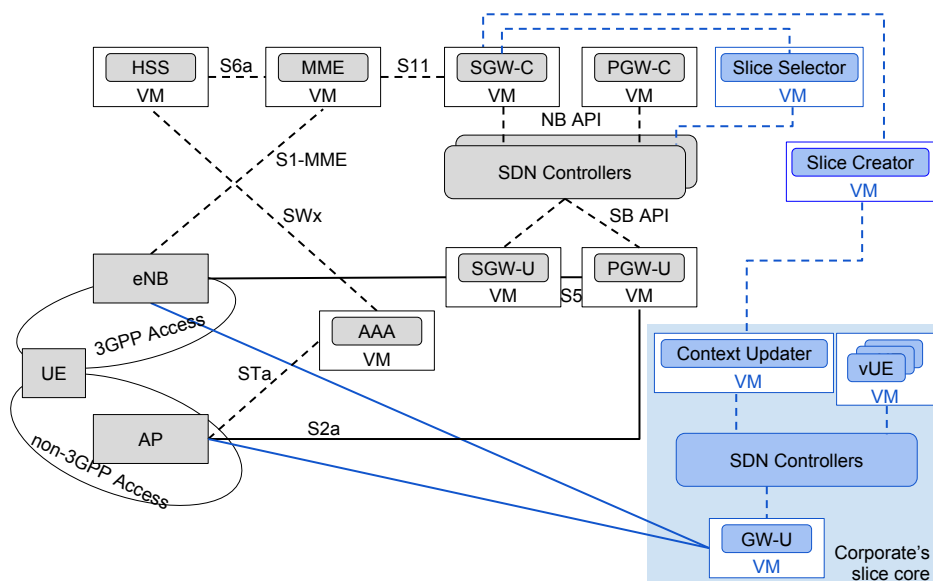 HSS
VM
S6a
MME
VM
S11
SGW-C
VM
PGW-C
VM
Slice Selector
VM
NB API
S1-MME
SDN Controllers
Slice Creator
VM
SWx
SB API
eNB
SGW-U
VM
S5
PGW-U
VM
3GPP Access
AAA
VM
UE
STa
Context Updater
VM
vUE
VM
AP
S2a
non-3GPP Access
SDN Controllers
GW-U
VM
Corporate's
slice core